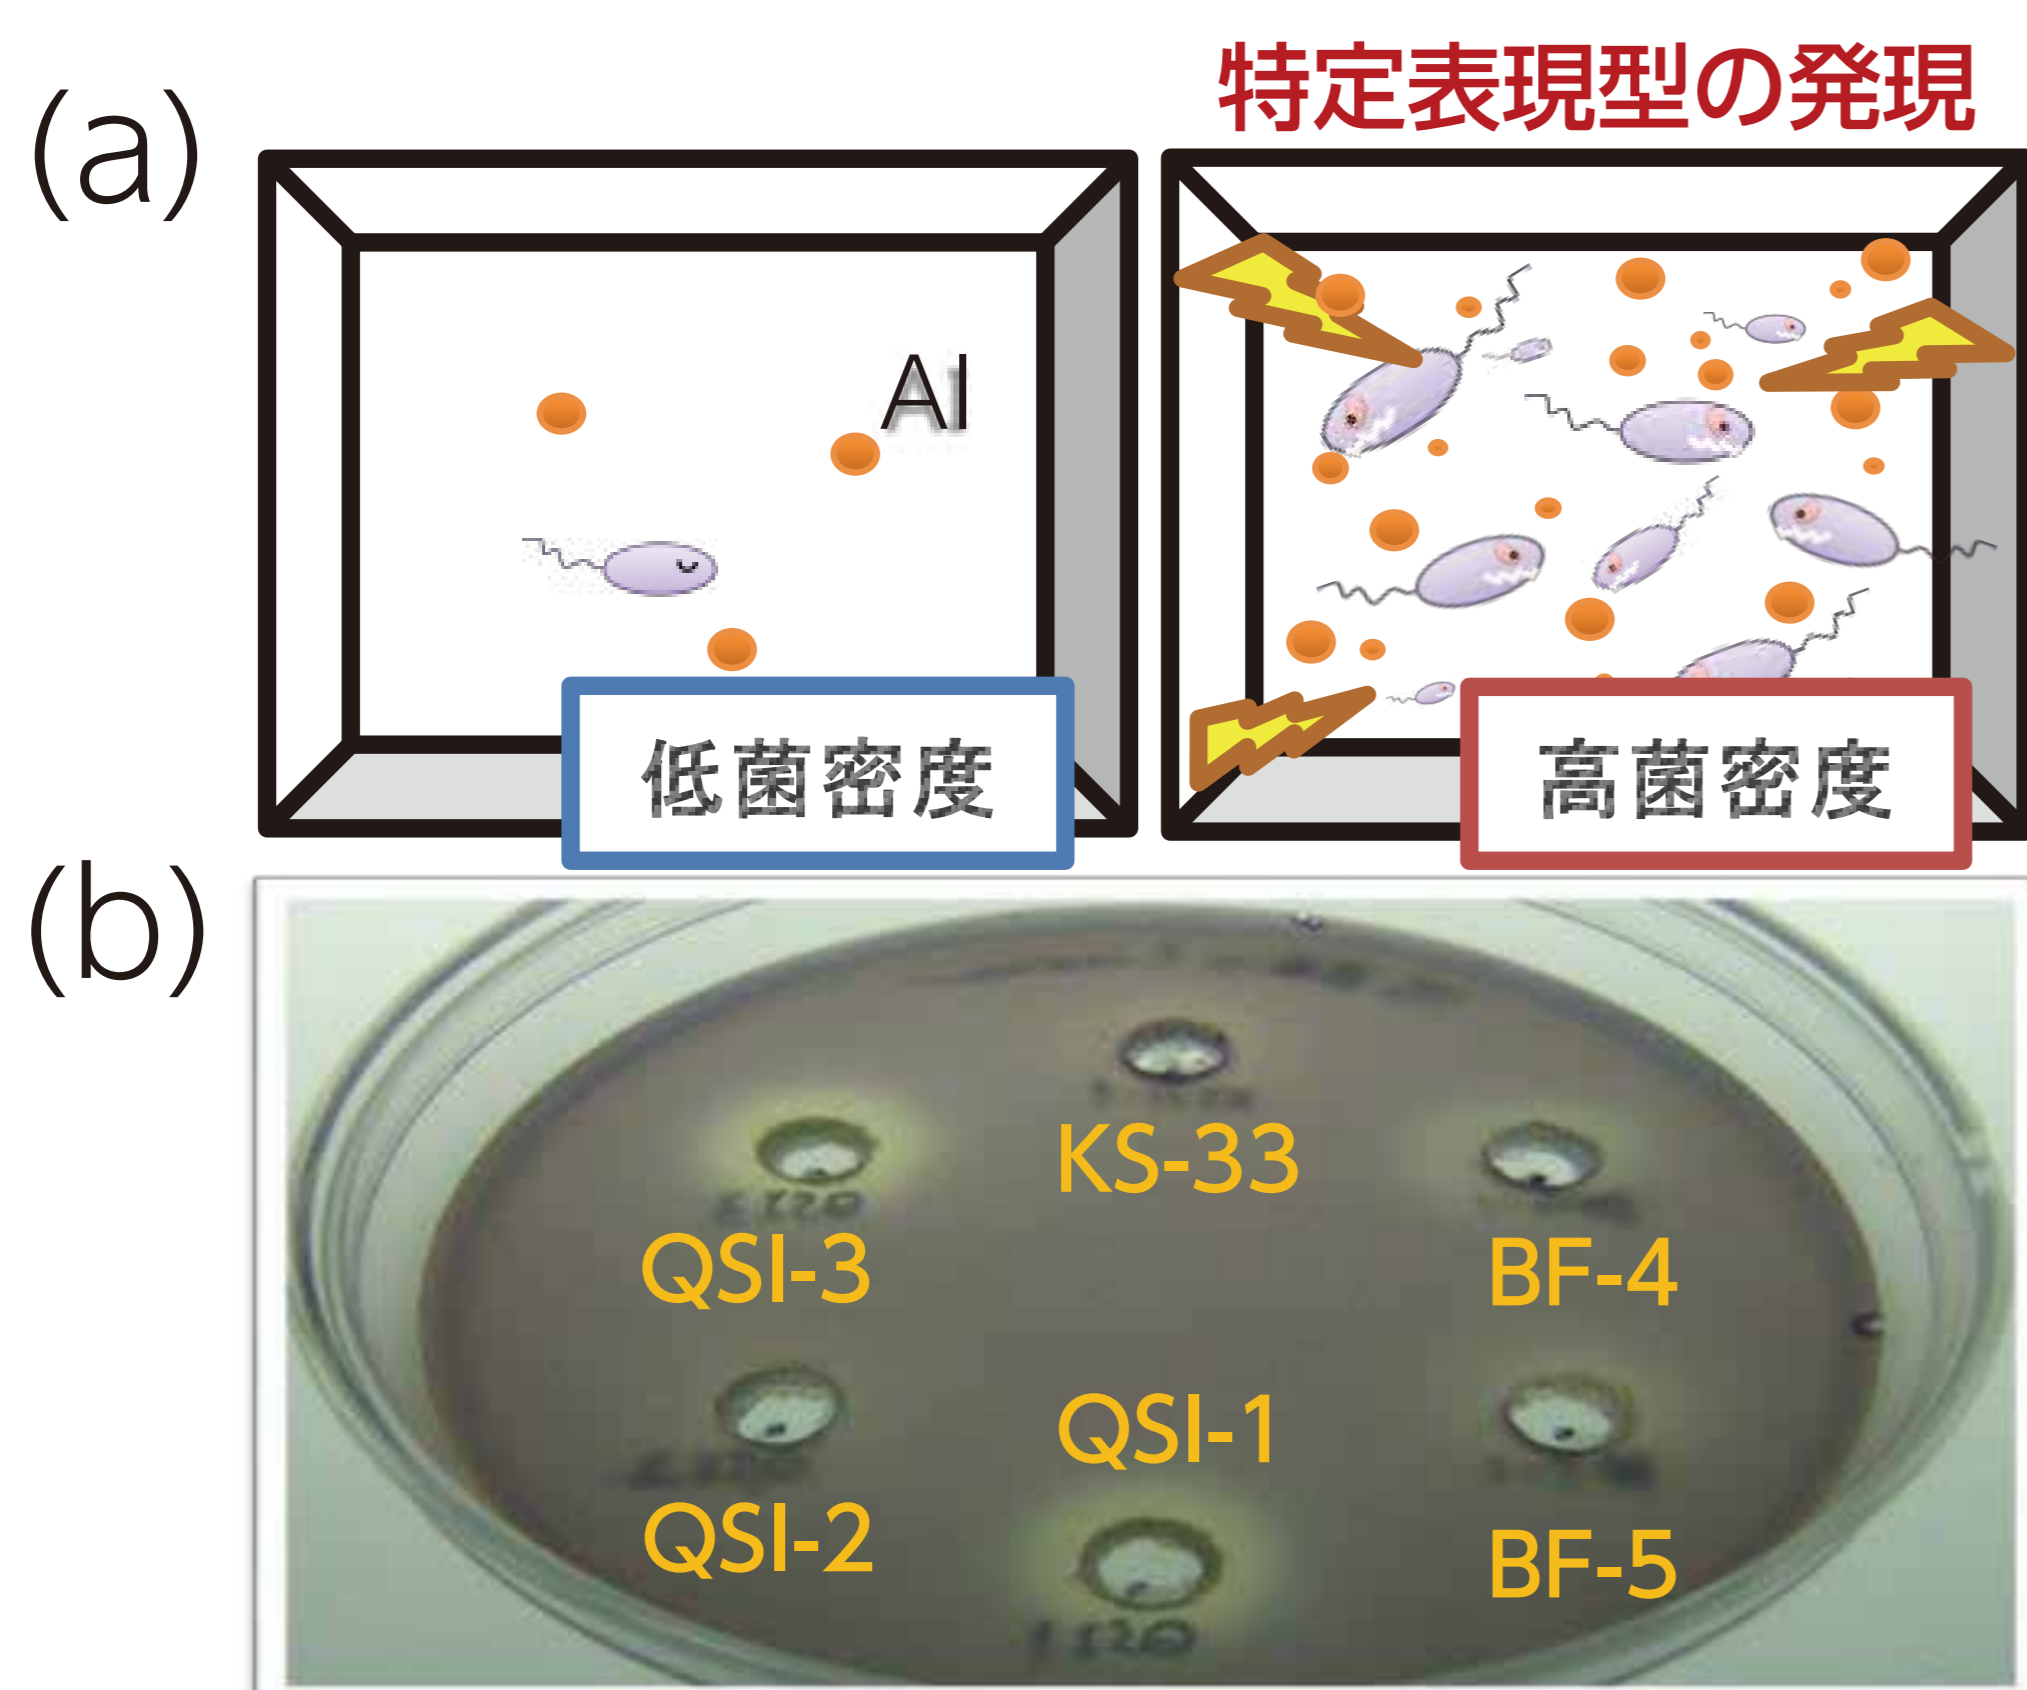 (a)
特定表現型の発現
AI
低菌密度
高菌密度
(b)
KS-33
QSI-3
BF-4
QSI-1
QSI-2
BF-5